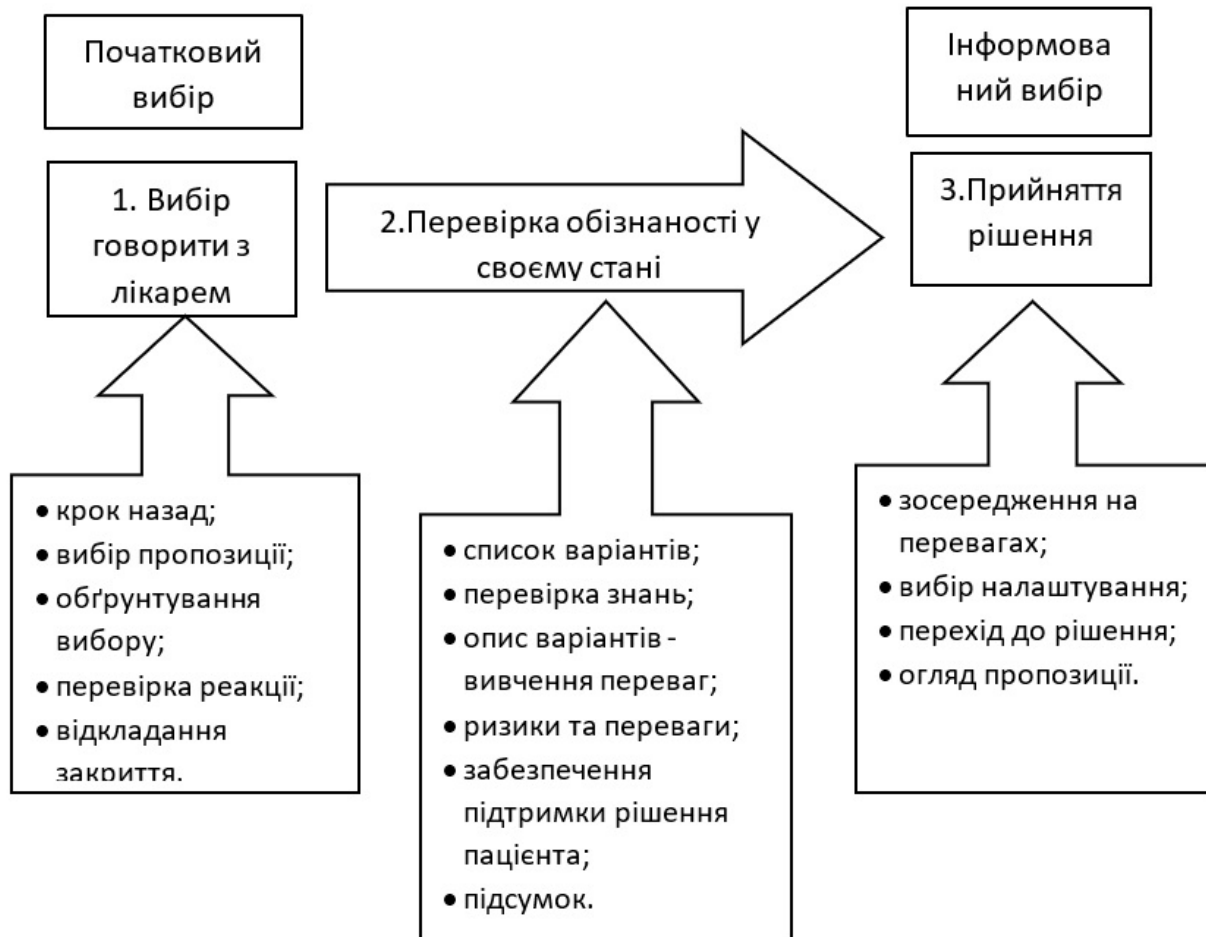 Початковий
вибір
Інформова
ний вибір
1. Вибір
говорити з
лікарем
2.Перевірка обізнаності у
своєму стані
3.Прийняття
рішення
• крок назад;
• вибір пропозиції;
• обґрунтування
вибору;
• перевірка реакції;
• відкладання
закриття.
• список варіантів;
• перевірка знань;
• опис варіантів -
вивчення переваг;
• ризики та переваги;
• забезпечення
підтримки рішення
пацієнта;
• підсумок.
• зосередження на
перевагах;
• вибір налаштування;
• перехід до рішення;
• огляд пропозиції.